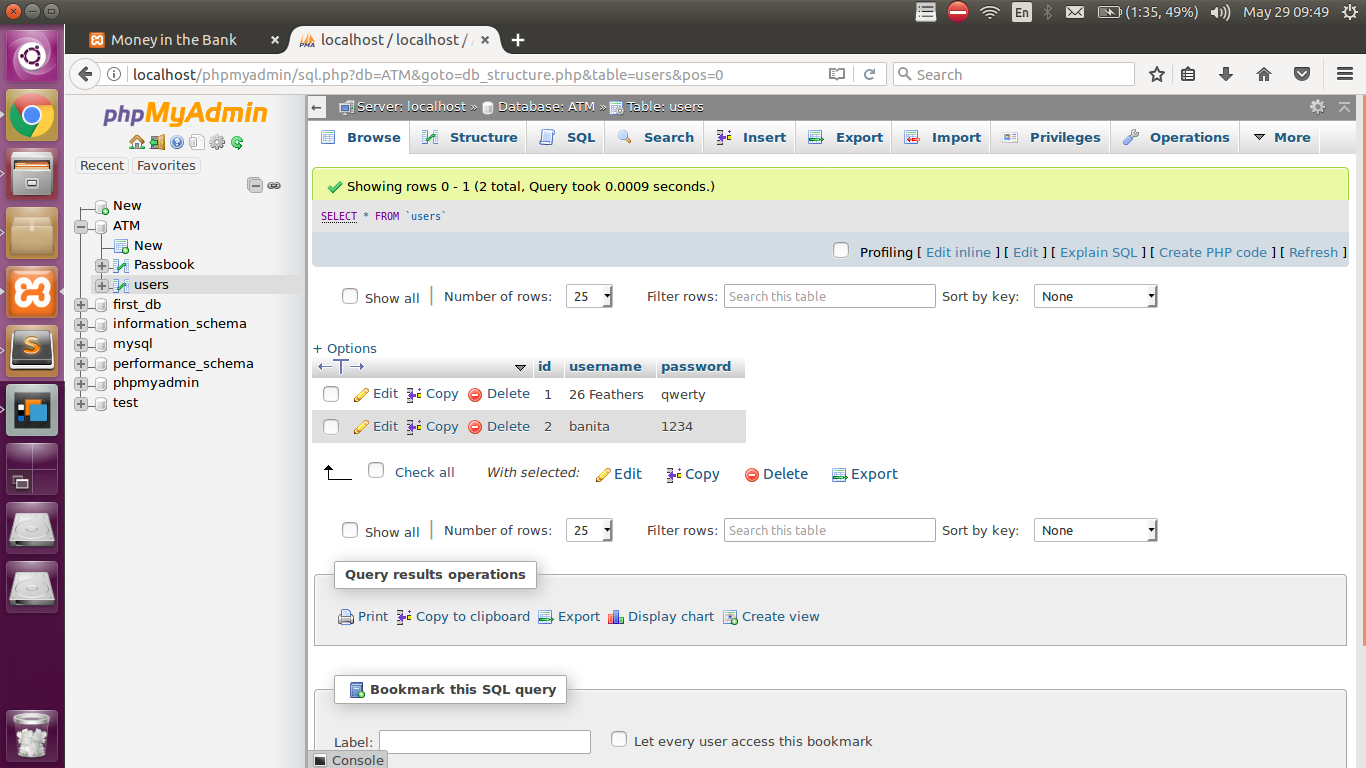 En (1:35, 49%) May 29 09:49
Money in the Bank × localhost / localhost / × +
localhost/phpmyadmin/sql.php?db=ATM&goto=db_structure.php&table=users&pos=0 Search
phpMyAdmin
Recent Favorites
New
ATM
New
Passbook
users
first_db
information_schema
mysql
performance_schema
phpmyadmin
test
Server: localhost » Database: ATM » Table: users
Browse Structure SQL Search Insert Export Import Privileges Operations More
Showing rows 0 - 1 (2 total, Query took 0.0009 seconds.)
SELECT * FROM `users`
Profiling [ Edit inline ] [ Edit ] [ Explain SQL ] [ Create PHP code ] [ Refresh ]
Show all | Number of rows: 25 Filter rows: Search this table Sort by key: None
+ Options
←T→ id username password
Edit Copy Delete 1 26 Feathers qwerty
Edit Copy Delete 2 banita 1234
Check all With selected: Edit Copy Delete Export
Show all | Number of rows: 25 Filter rows: Search this table Sort by key: None
Query results operations
Print Copy to clipboard Export Display chart Create view
Bookmark this SQL query
Label: Let every user access this bookmark
Console